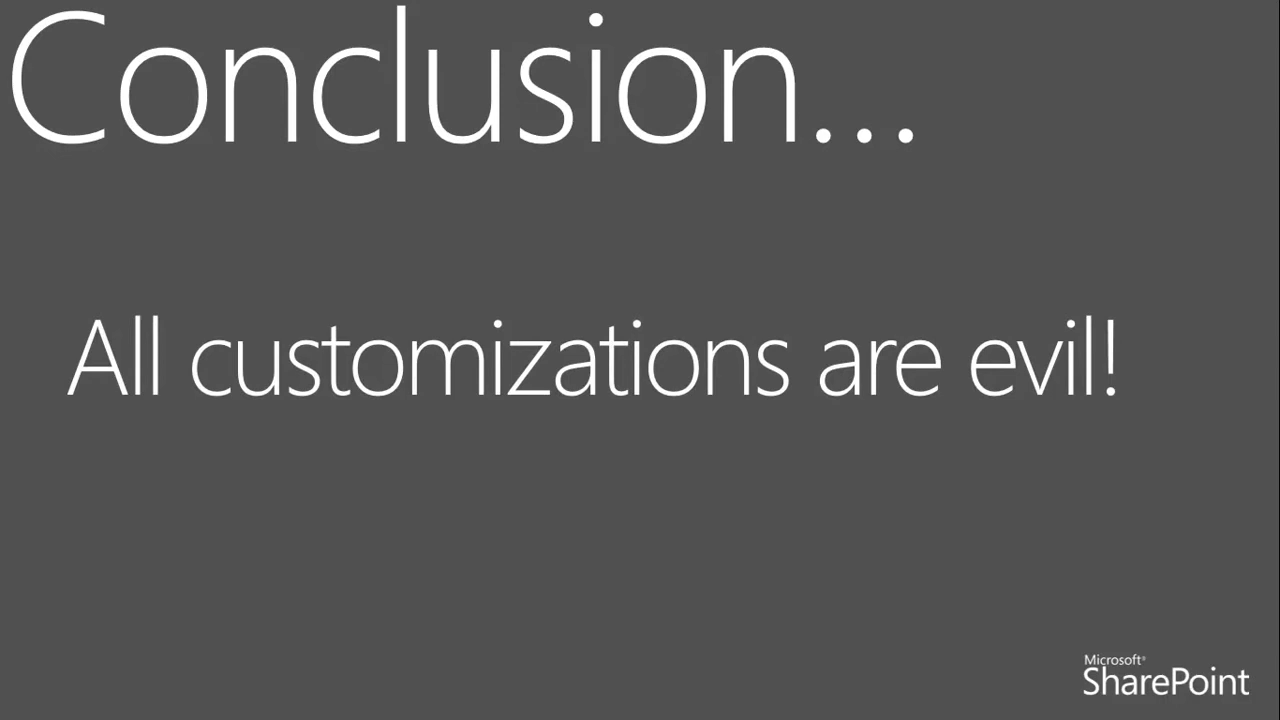 Conclusion...
All customizations are evil!
Microsoft®
SharePoint